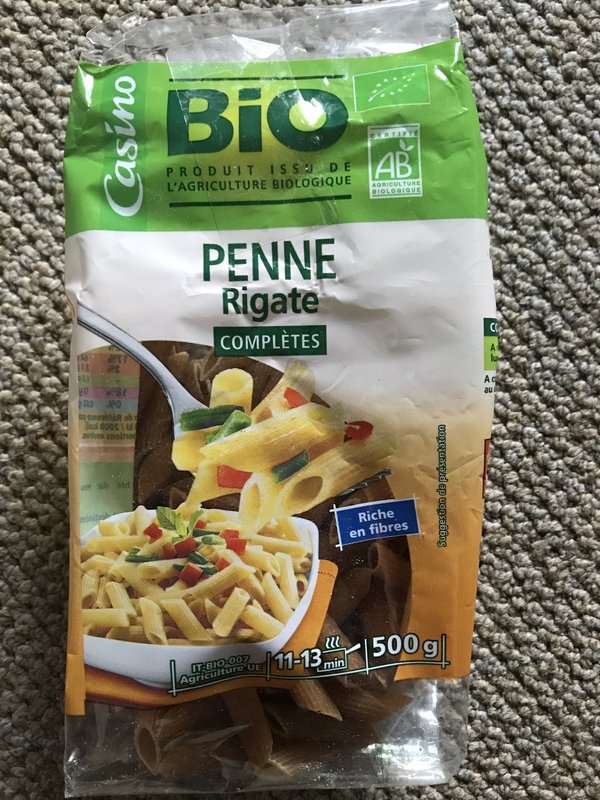 Casino
BiO
PRODUIT ISSU DE
L'AGRICULTURE BIOLOGIQUE
CERTIFIÉ
AB
AGRICULTURE
BIOLOGIQUE
PENNE
Rigate
COMPLÈTES
Riche
en fibres
Suggestion de présentation
IT-BIO-007
Agriculture UE
11-13 min
500g